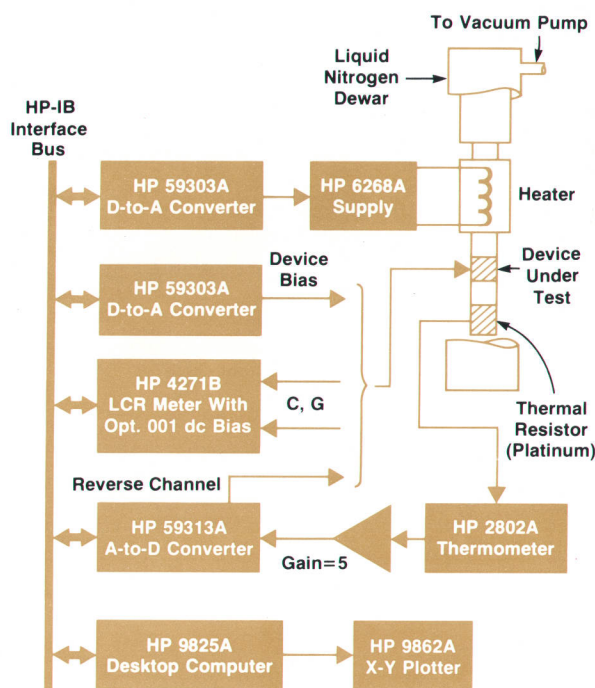 To Vacuum Pump
Liquid
Nitrogen
Dewar
HP-IB
Interface
Bus
HP 59303A
D-to-A Converter
HP 6268A
Supply
Heater
Device
Bias
HP 59303A
D-to-A Converter
Device
Under
Test
HP 4271B
LCR Meter With
Opt. 001 dc Bias
C, G
Thermal
Resistor
(Platinum)
Reverse Channel
HP 59313A
A-to-D Converter
Gain=5
HP 2802A
Thermometer
HP 9825A
Desktop Computer
HP 9862A
X-Y Plotter